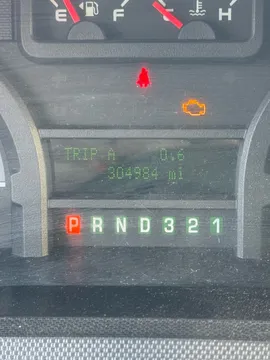 E F C H
TRIP A 0.6
304984 mi
P R N D 3 2 1